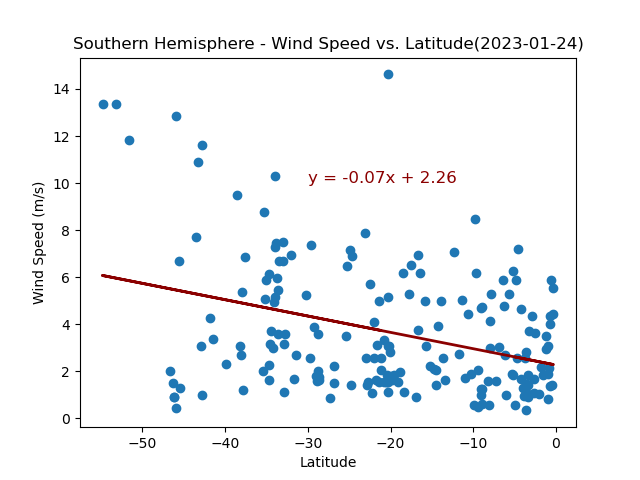 Southern Hemisphere - Wind Speed vs. Latitude(2023-01-24)
14
12
10
8
6
4
2
0
Wind Speed (m/s)
y = -0.07x + 2.26
−50 −40 −30 −20 −10 0
Latitude